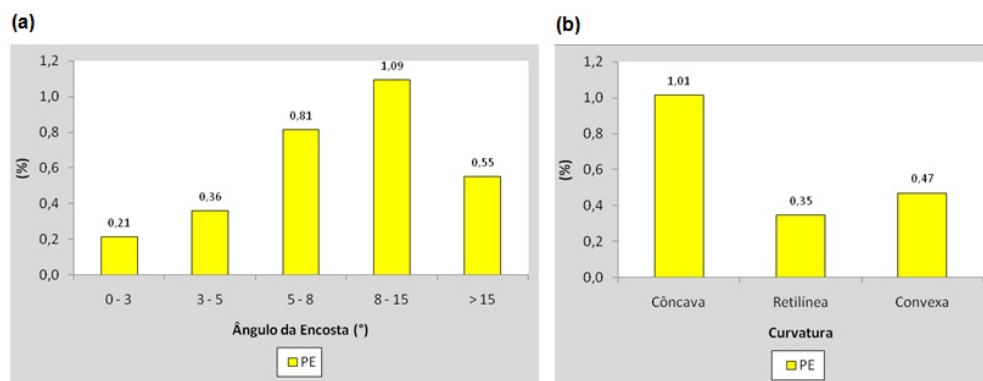 (a)
1,2
1,0
0,8
0,6
0,4
0,2
0,0
(%)
0,21
0,36
0,81
1,09
0,55
0 - 3
3 - 5
5 - 8
8 - 15
> 15
Ângulo da Encosta (°)
PE
(b)
1,2
1,0
0,8
0,6
0,4
0,2
0,0
(%)
1,01
0,35
0,47
Côncava
Retilínea
Convexa
Curvatura
PE